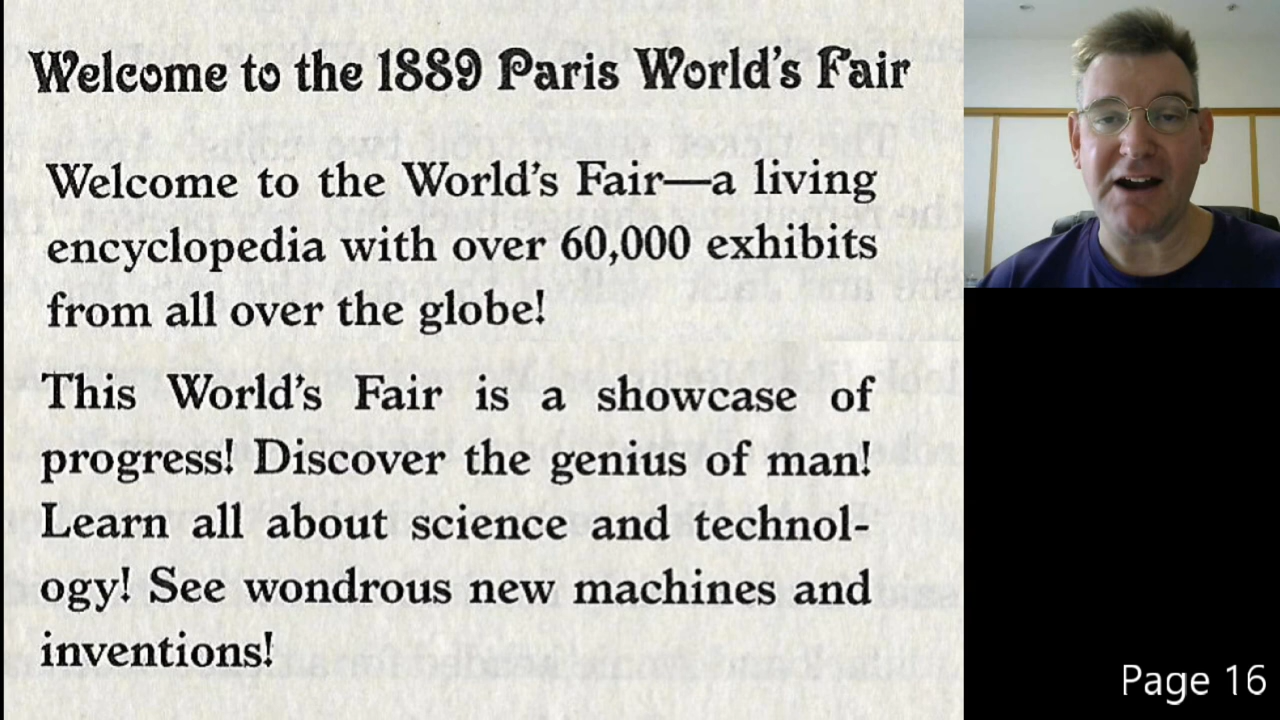 Welcome to the 1889 Paris World's Fair
Welcome to the World's Fair—a living
encyclopedia with over 60,000 exhibits
from all over the globe!
This World's Fair is a showcase of
progress! Discover the genius of man!
Learn all about science and technol-
ogy! See wondrous new machines and
inventions!
Page 16